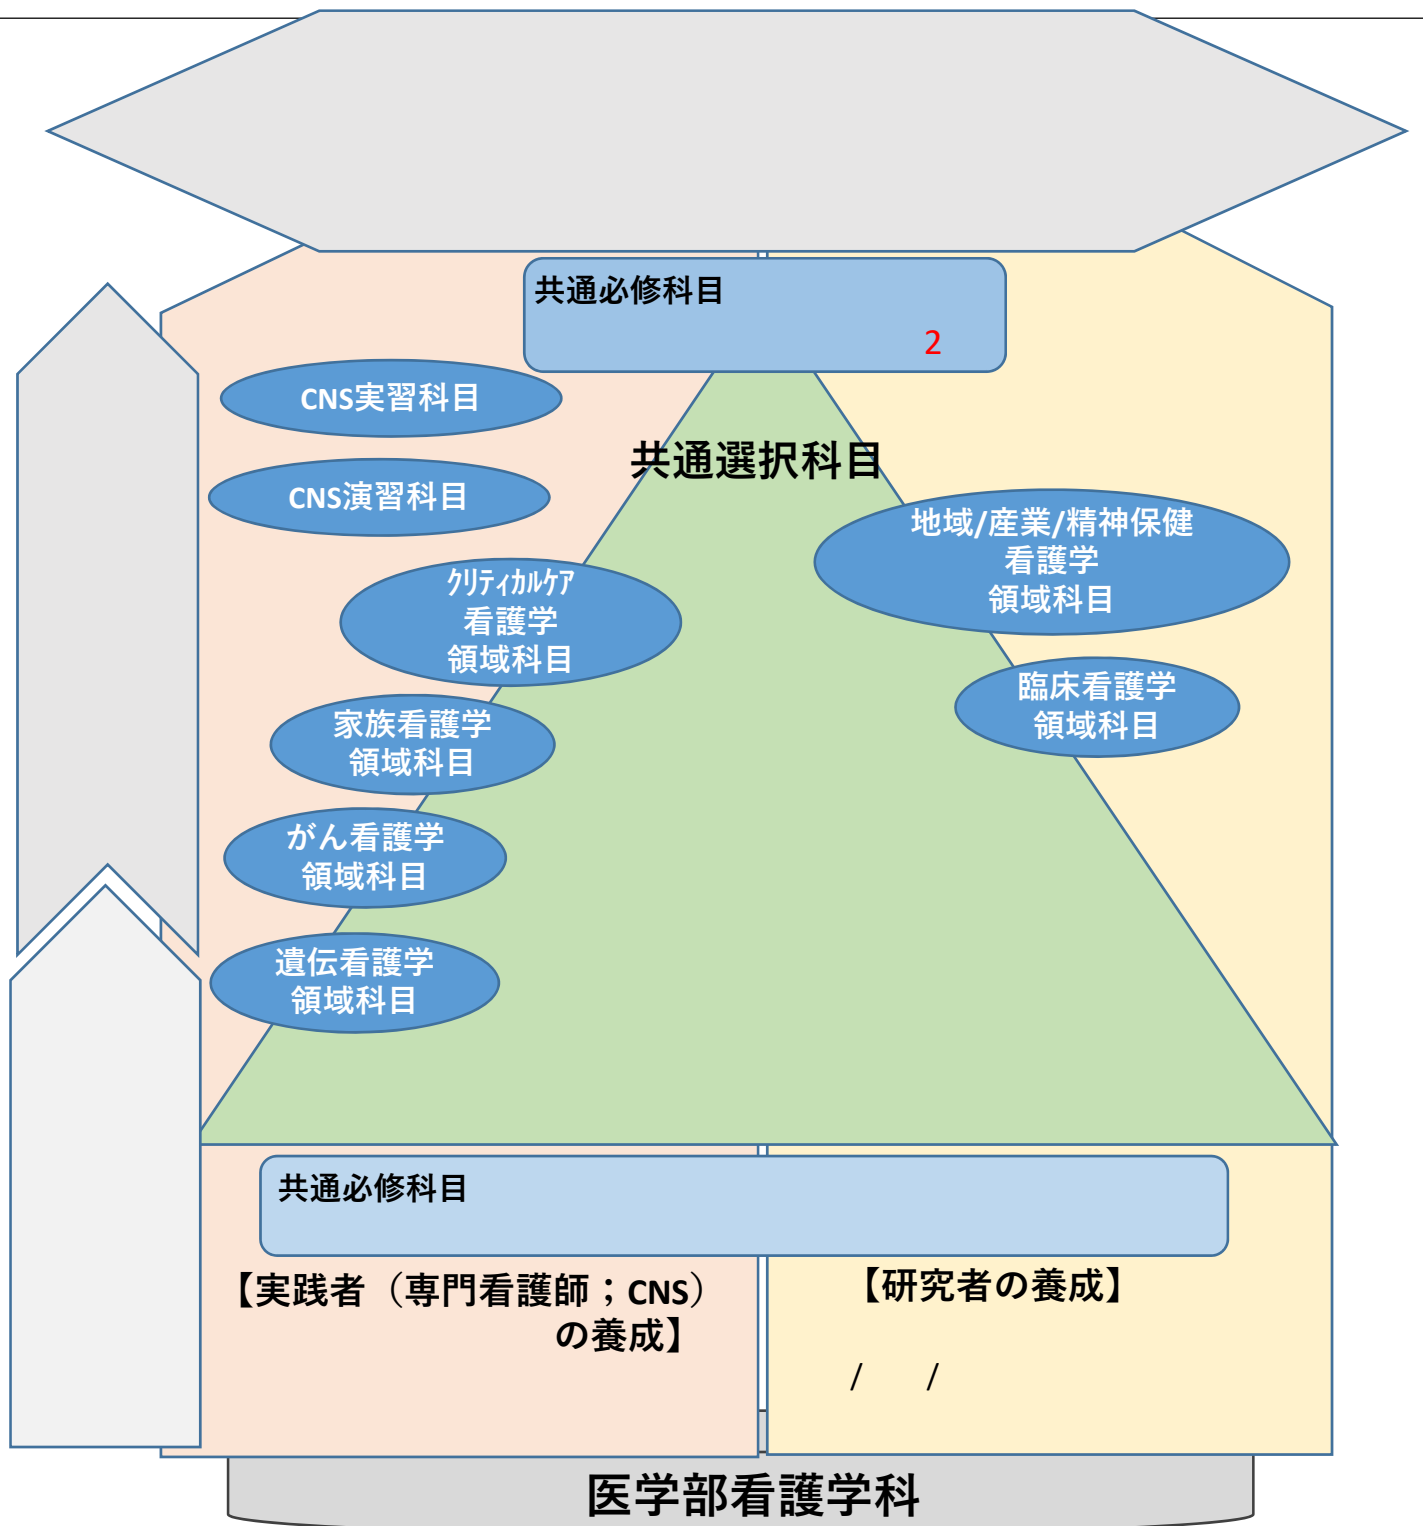 共通必修科目
2
CNS実習科目
共通選択科目
CNS演習科目
地域/産業/精神保健
看護学
領域科目
ｸﾘﾃｨｶﾙｹｱ
看護学
領域科目
臨床看護学
領域科目
家族看護学
領域科目
がん看護学
領域科目
遺伝看護学
領域科目
共通必修科目
【実践者（専門看護師；CNS）
の養成】
【研究者の養成】
/ /
医学部看護学科